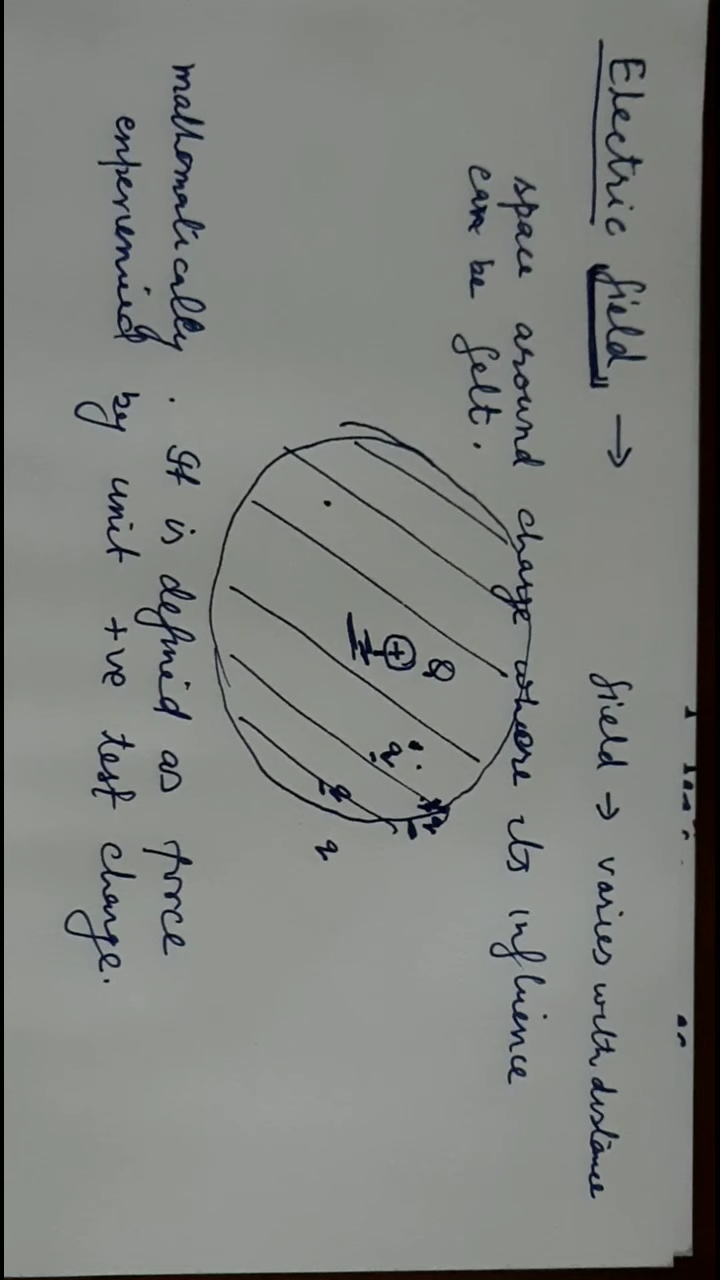 Electric field → field → varies with distance
space around charge where its influence
can be felt.
Q
+
q
q
q
q
mathematically. It is defined as force
experienced by unit +ve test charge.